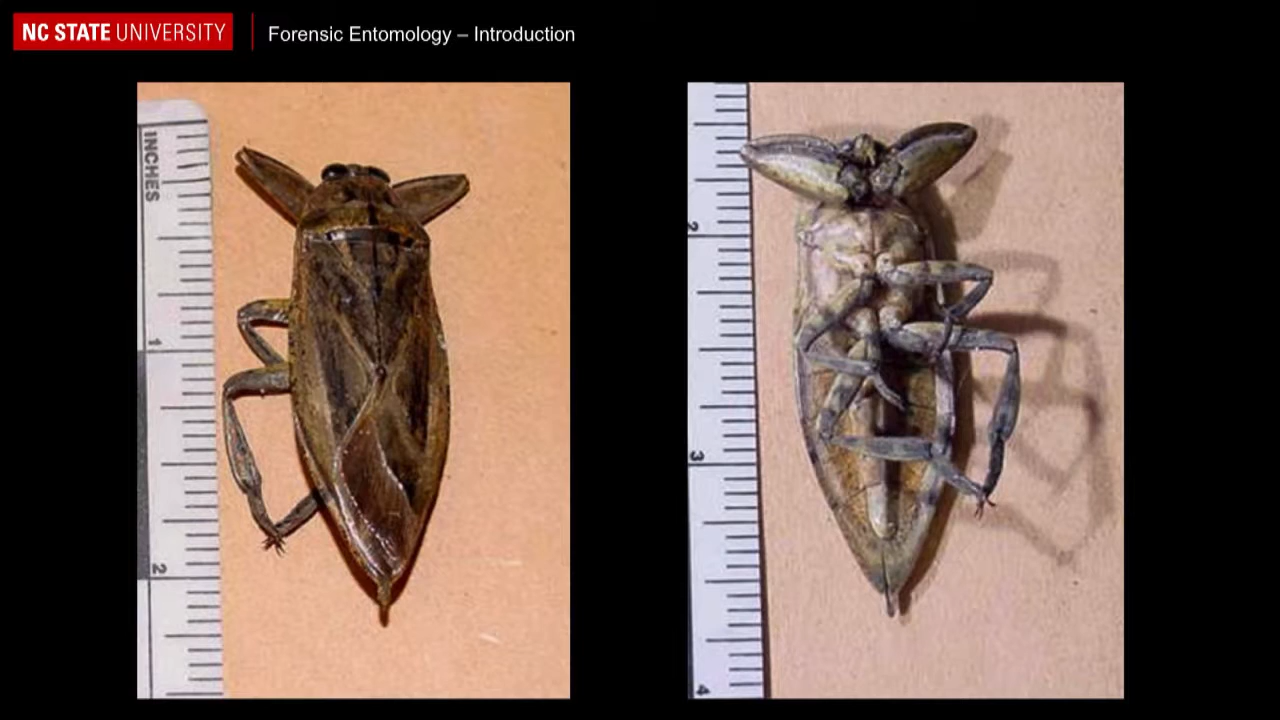 NC STATE UNIVERSITY
Forensic Entomology – Introduction
INCHES
1
2
2
3
4